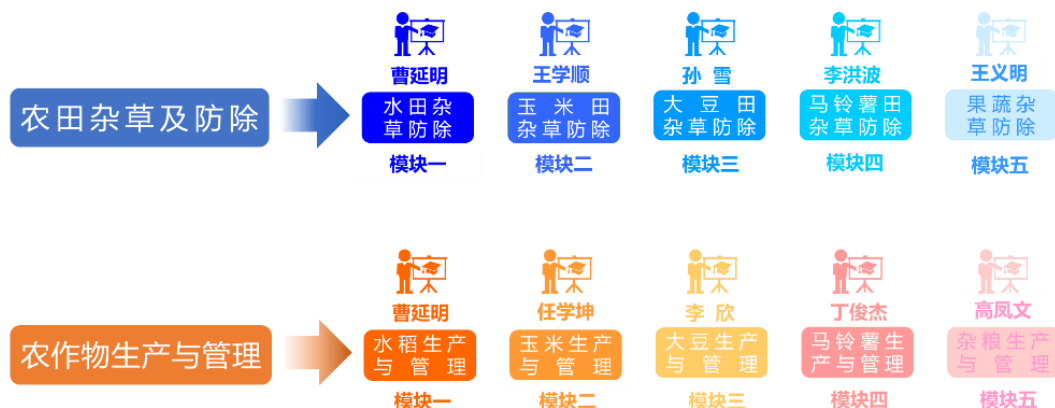 曹延明 王学顺 孙 雪 李洪波 王义明
农田杂草及防除
水田杂 玉米田 大豆田 马铃薯田 果蔬杂
草防除 杂草防除 杂草防除 杂草防除 草防除
模块一 模块二 模块三 模块四 模块五
曹延明 任学坤 李 欣 丁俊杰 高凤文
农作物生产与管理
水稻生产 玉米生产 大豆生产 马铃薯生 杂粮生产
与管理 与管理 与管理 产与管理 与管理
模块一 模块二 模块三 模块四 模块五